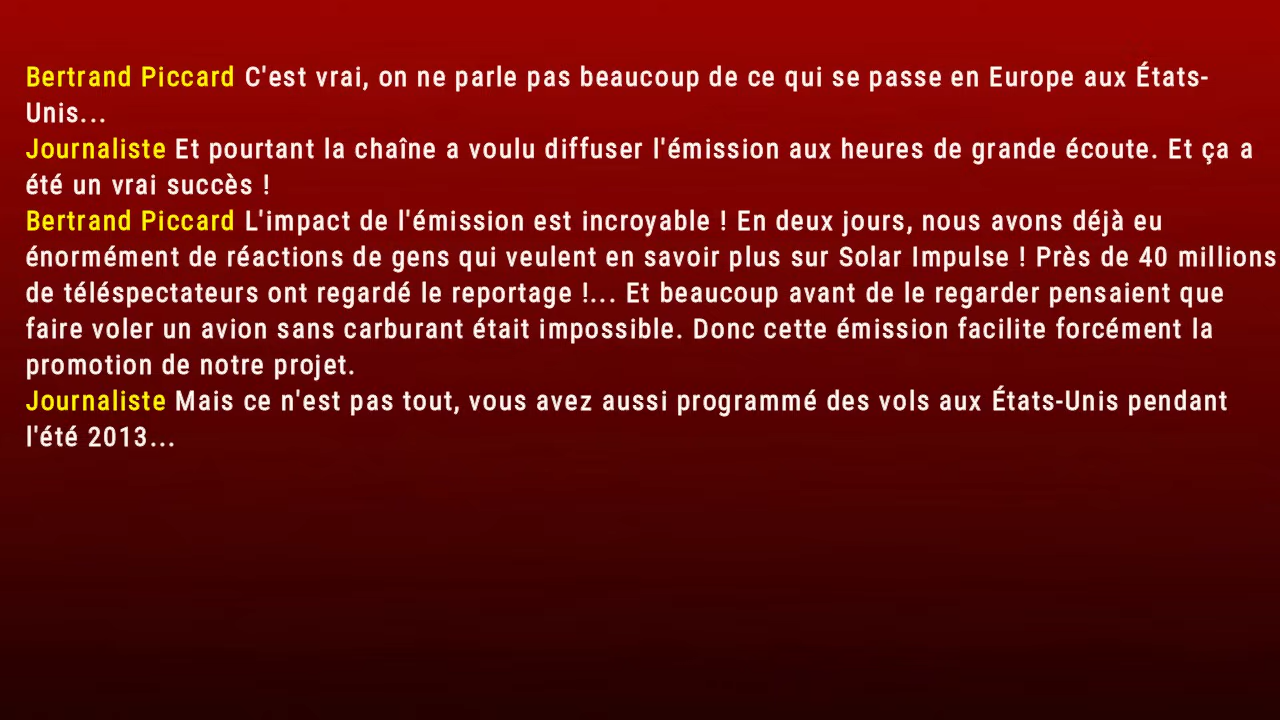 Bertrand Piccard C'est vrai, on ne parle pas beaucoup de ce qui se passe en Europe aux États-
Unis...
Journaliste Et pourtant la chaîne a voulu diffuser l'émission aux heures de grande écoute. Et ça a
été un vrai succès !
Bertrand Piccard L'impact de l'émission est incroyable ! En deux jours, nous avons déjà eu
énormément de réactions de gens qui veulent en savoir plus sur Solar Impulse ! Près de 40 millions
de téléspectateurs ont regardé le reportage !... Et beaucoup avant de le regarder pensaient que
faire voler un avion sans carburant était impossible. Donc cette émission facilite forcément la
promotion de notre projet.
Journaliste Mais ce n'est pas tout, vous avez aussi programmé des vols aux États-Unis pendant
l'été 2013...